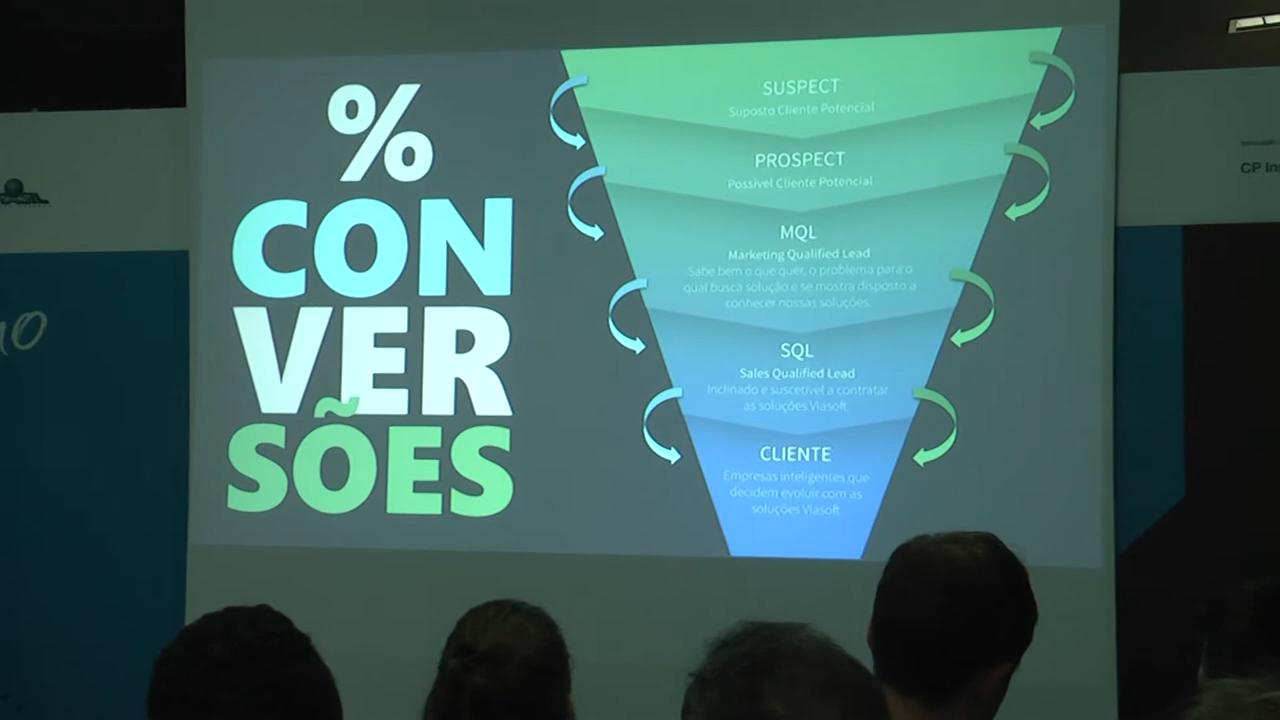 %
CON
VER
SÕES
SUSPECT
Suposto Cliente Potencial
PROSPECT
Possível Cliente Potencial
MQL
Marketing Qualified Lead
Sabe bem o que quer, o problema para o
qual busca solução e se mostra disposto a
conhecer nossas soluções.
SQL
Sales Qualified Lead
Inclinado e suscetível a contratar
as soluções Viasoft
CLIENTE
Empresas inteligentes que
decidem evoluir com as
soluções Viasoft
CP